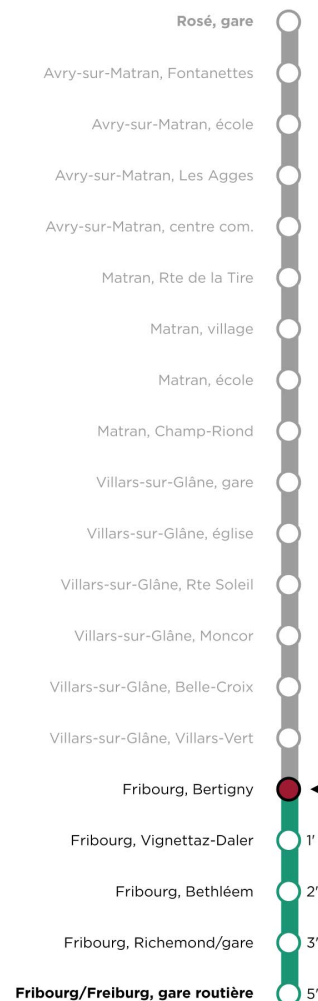 Rosé, gare
Avry-sur-Matran, Fontanettes
Avry-sur-Matran, école
Avry-sur-Matran, Les Agges
Avry-sur-Matran, centre com.
Matran, Rte de la Tire
Matran, village
Matran, école
Matran, Champ-Riond
Villars-sur-Glâne, gare
Villars-sur-Glâne, église
Villars-sur-Glâne, Rte Soleil
Villars-sur-Glâne, Moncor
Villars-sur-Glâne, Belle-Croix
Villars-sur-Glâne, Villars-Vert
Fribourg, Bertigny
Fribourg, Vignettaz-Daler 1'
Fribourg, Bethléem 2'
Fribourg, Richemond/gare 3'
Fribourg/Freiburg, gare routière 5'